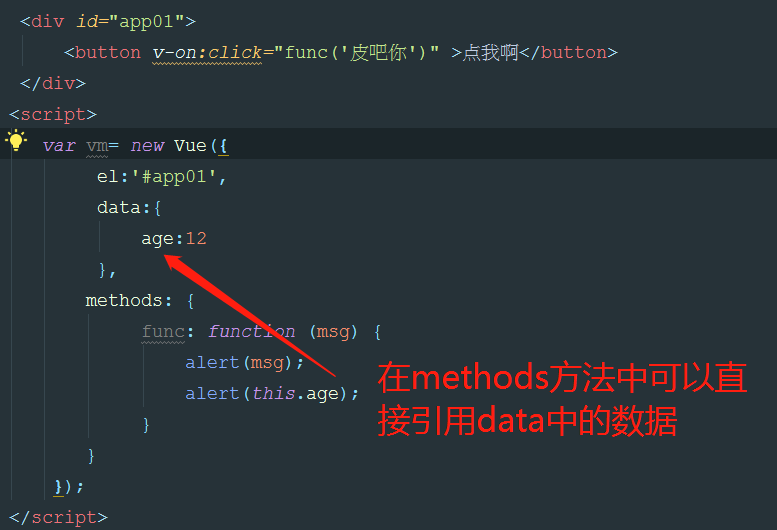 <div id="app01">
<button v-on:click="func('皮吧你')" >点我啊</button>
</div>
<script>
var vm= new Vue({
el:'#app01',
data:{
age:12
},
methods: {
func: function (msg) {
alert(msg);
alert(this.age);
}
}
});
</script>
在methods方法中可以直
接引用data中的数据